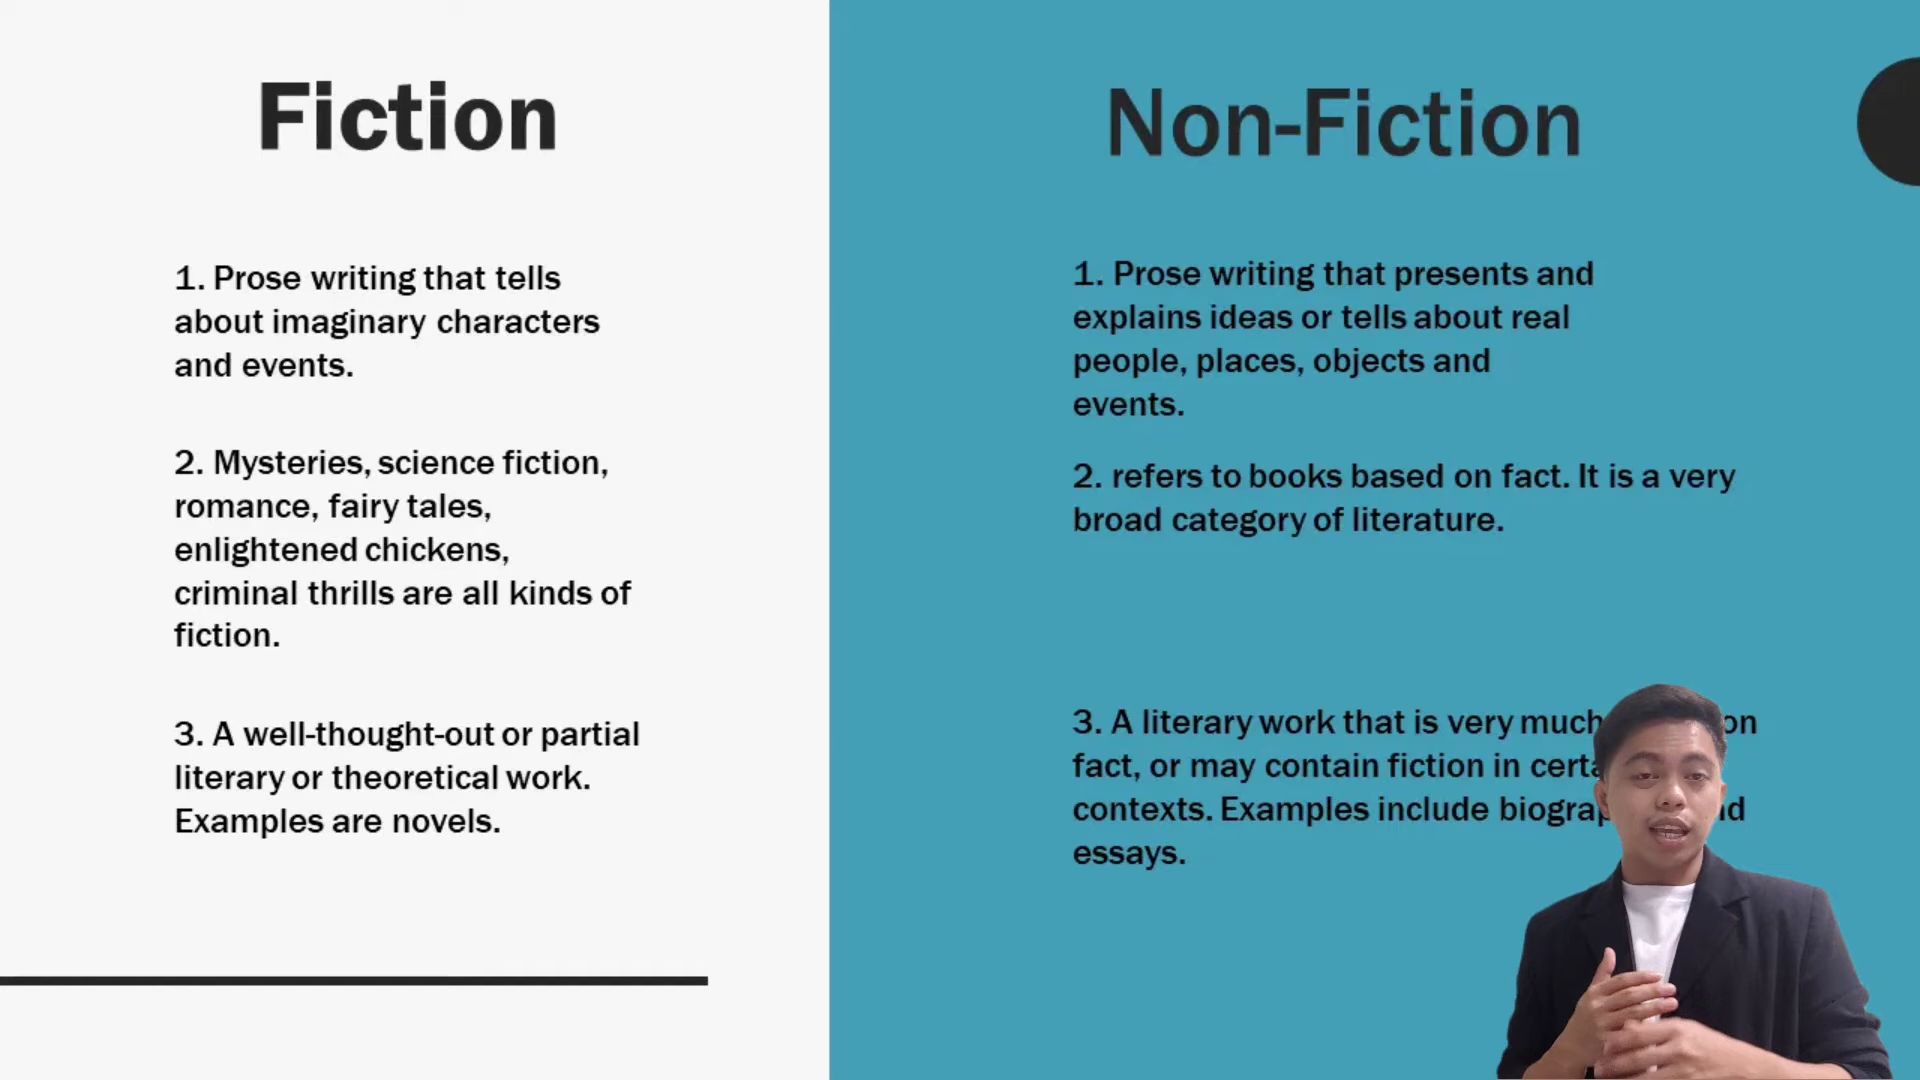 Fiction
1. Prose writing that tells
about imaginary characters
and events.
2. Mysteries, science fiction,
romance, fairy tales,
enlightened chickens,
criminal thrills are all kinds of
fiction.
3. A well-thought-out or partial
literary or theoretical work.
Examples are novels.
Non-Fiction
1. Prose writing that presents and
explains ideas or tells about real
people, places, objects and
events.
2. refers to books based on fact. It is a very
broad category of literature.
3. A literary work that is very much on
fact, or may contain fiction in
contexts. Examples include
essays.